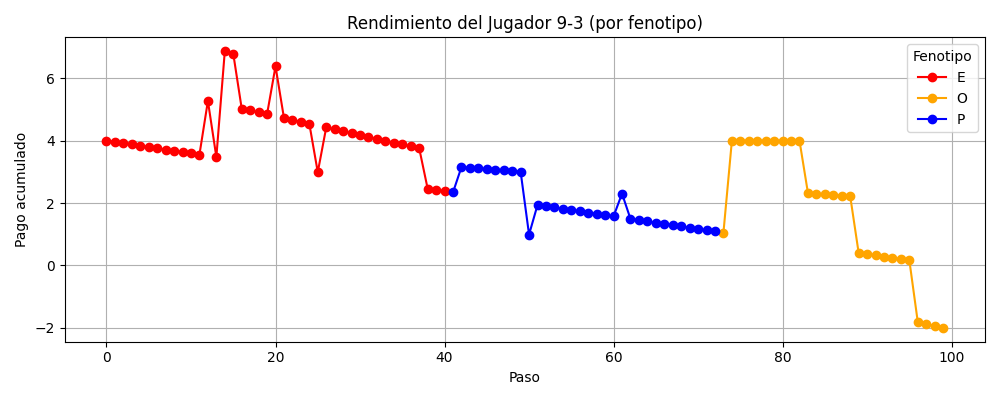 Rendimiento del Jugador 9-3 (por fenotipo)
Fenotipo
E
O
P
Pago acumulado
6
4
2
0
−2
0 20 40 60 80 100
Paso